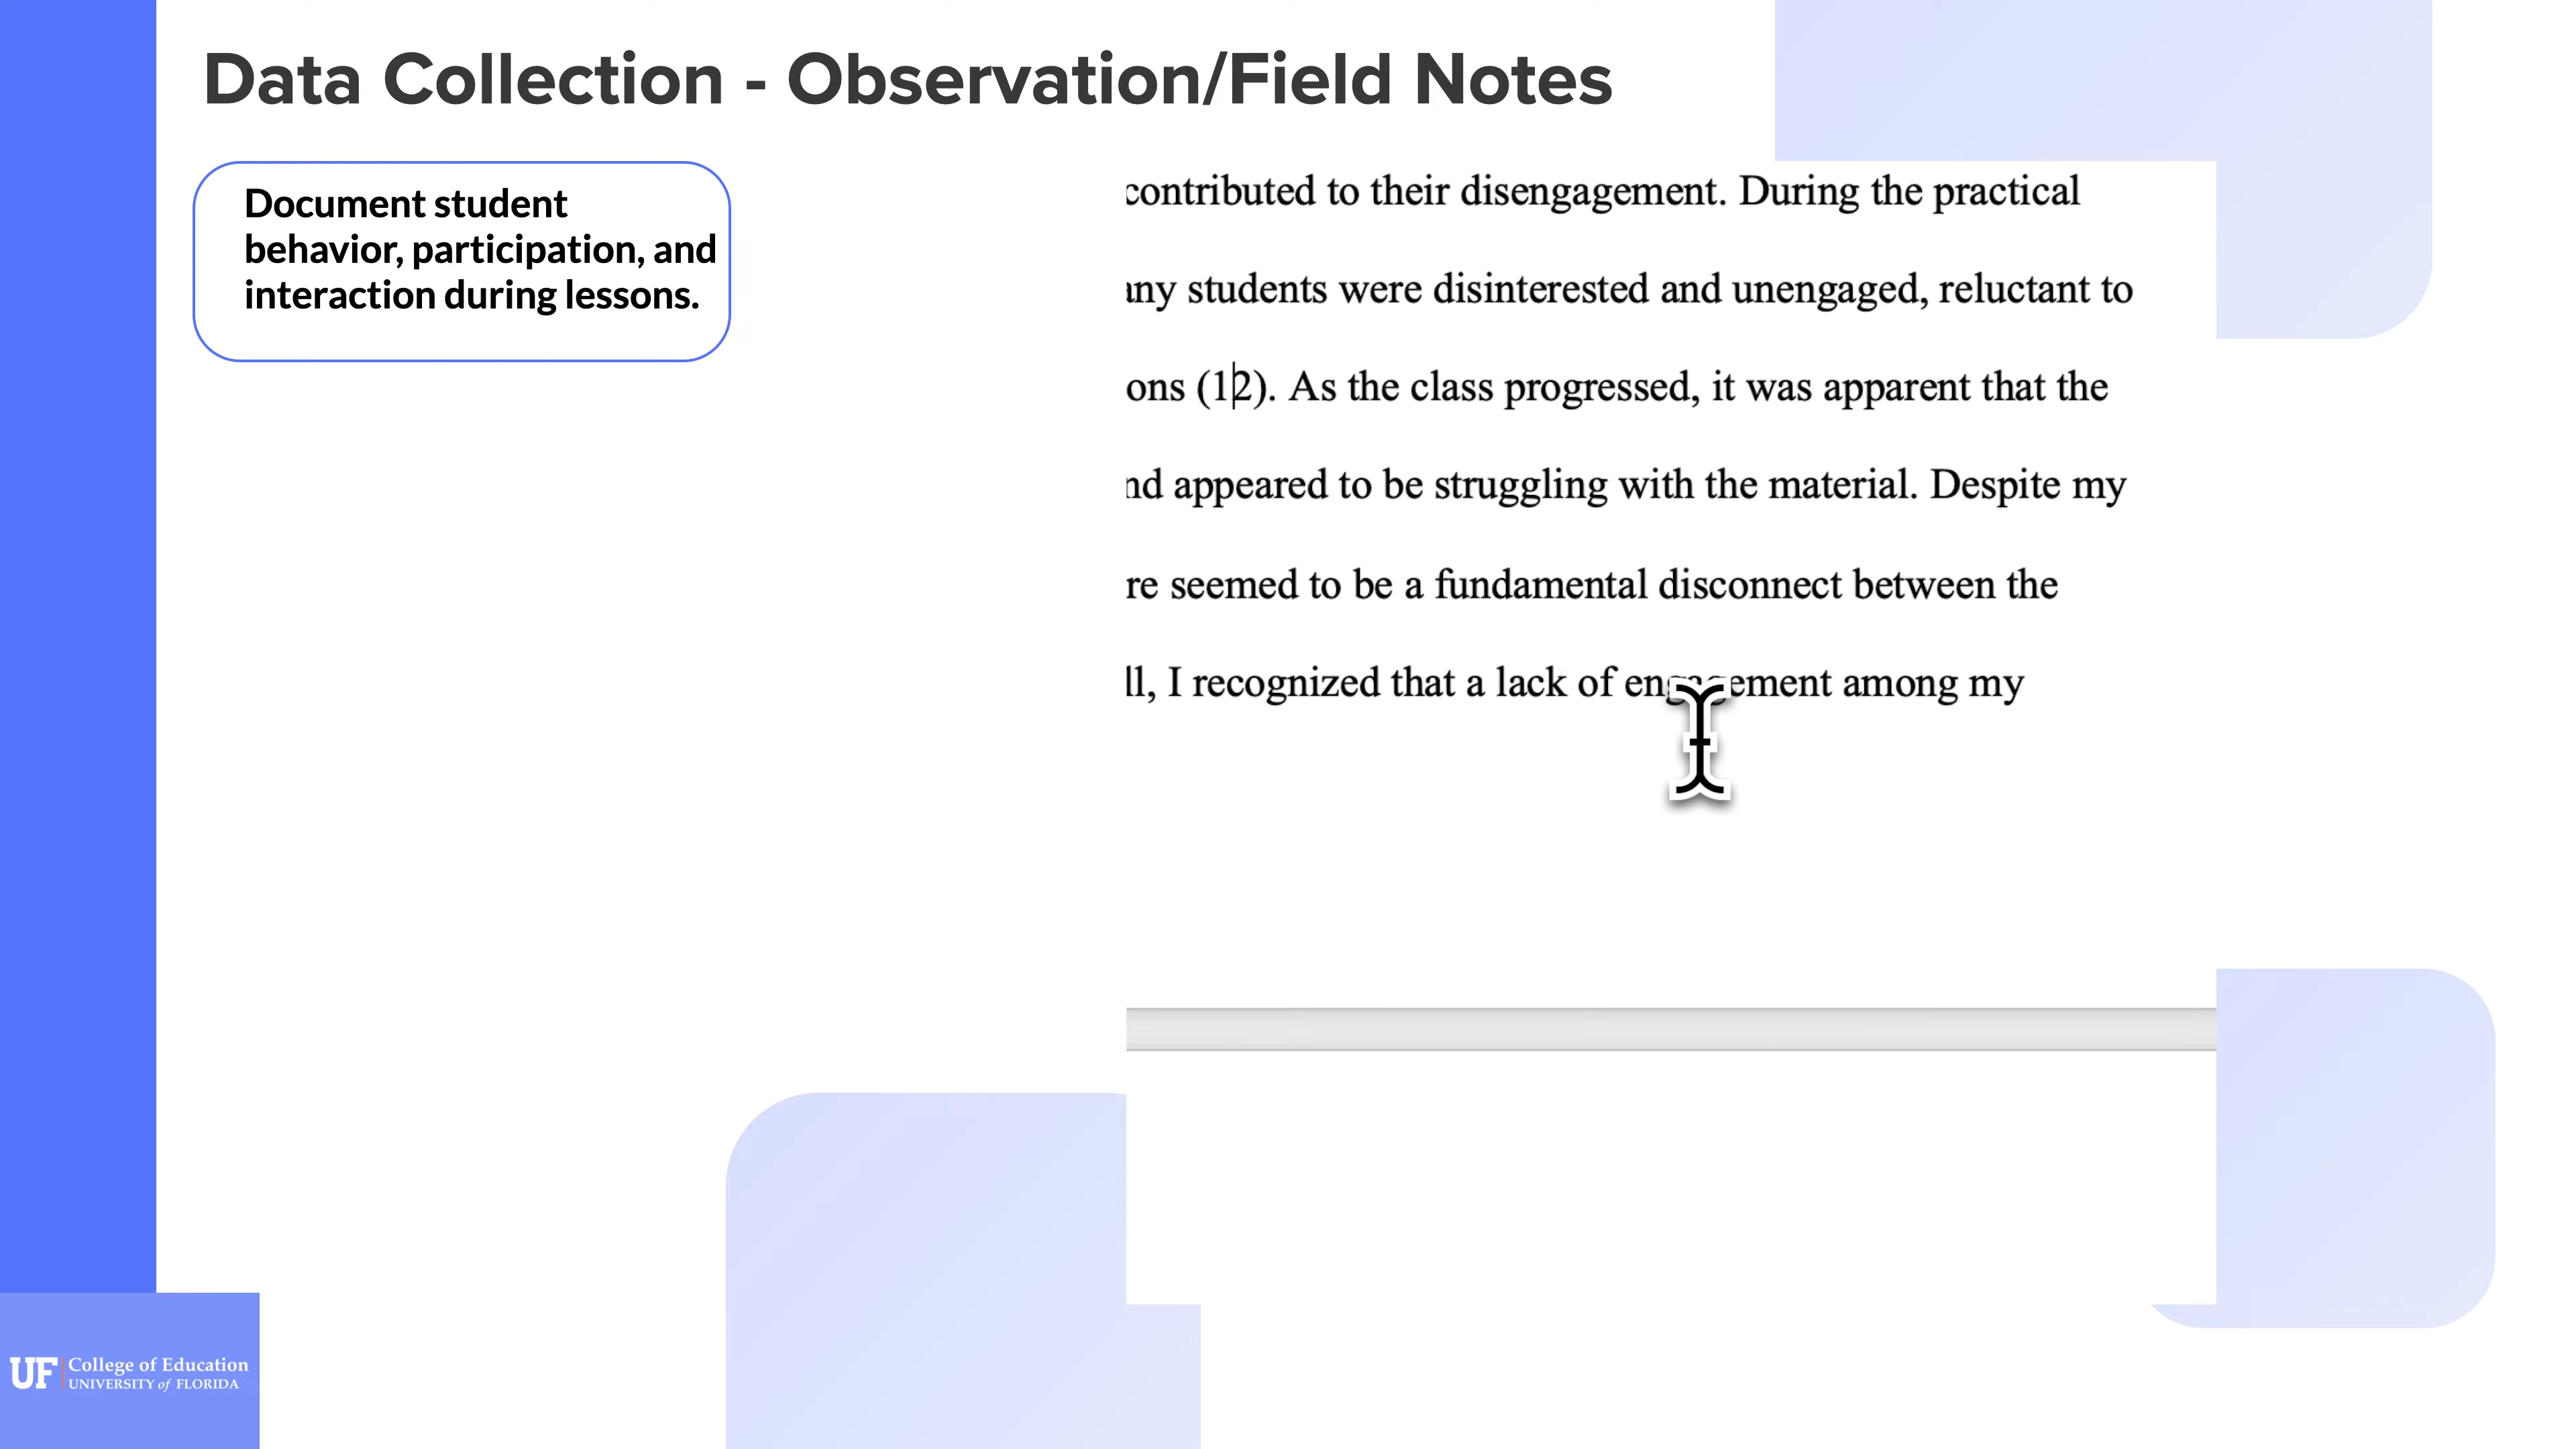 Data Collection - Observation/Field Notes
Document student
behavior, participation, and
interaction during lessons.
contributed to their disengagement. During the practical
any students were disinterested and unengaged, reluctant to
ons (12). As the class progressed, it was apparent that the
nd appeared to be struggling with the material. Despite my
re seemed to be a fundamental disconnect between the
ll, I recognized that a lack of engagement among my
UF College of Education
UNIVERSITY of FLORIDA